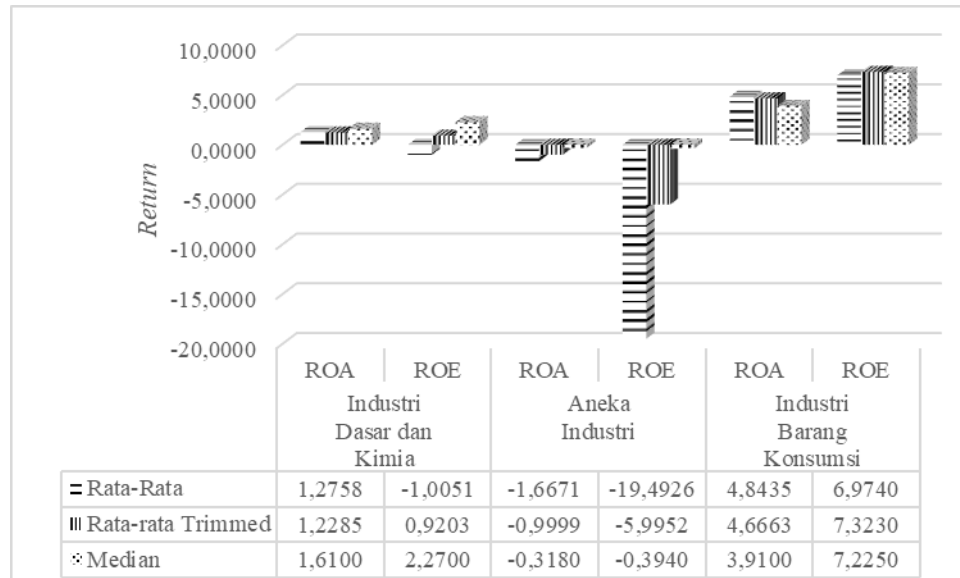 10,0000
5,0000
0,0000
-5,0000
-10,0000
-15,0000
-20,0000
Return
ROA ROE ROA ROE ROA ROE
Industri Aneka Industri
Dasar dan Industri Barang
Kimia Konsumsi
Rata-Rata 1,2758 -1,0051 -1,6671 -19,4926 4,8435 6,9740
Rata-rata Trimmed 1,2285 0,9203 -0,9999 -5,9952 4,6663 7,3230
Median 1,6100 2,2700 -0,3180 -0,3940 3,9100 7,2250